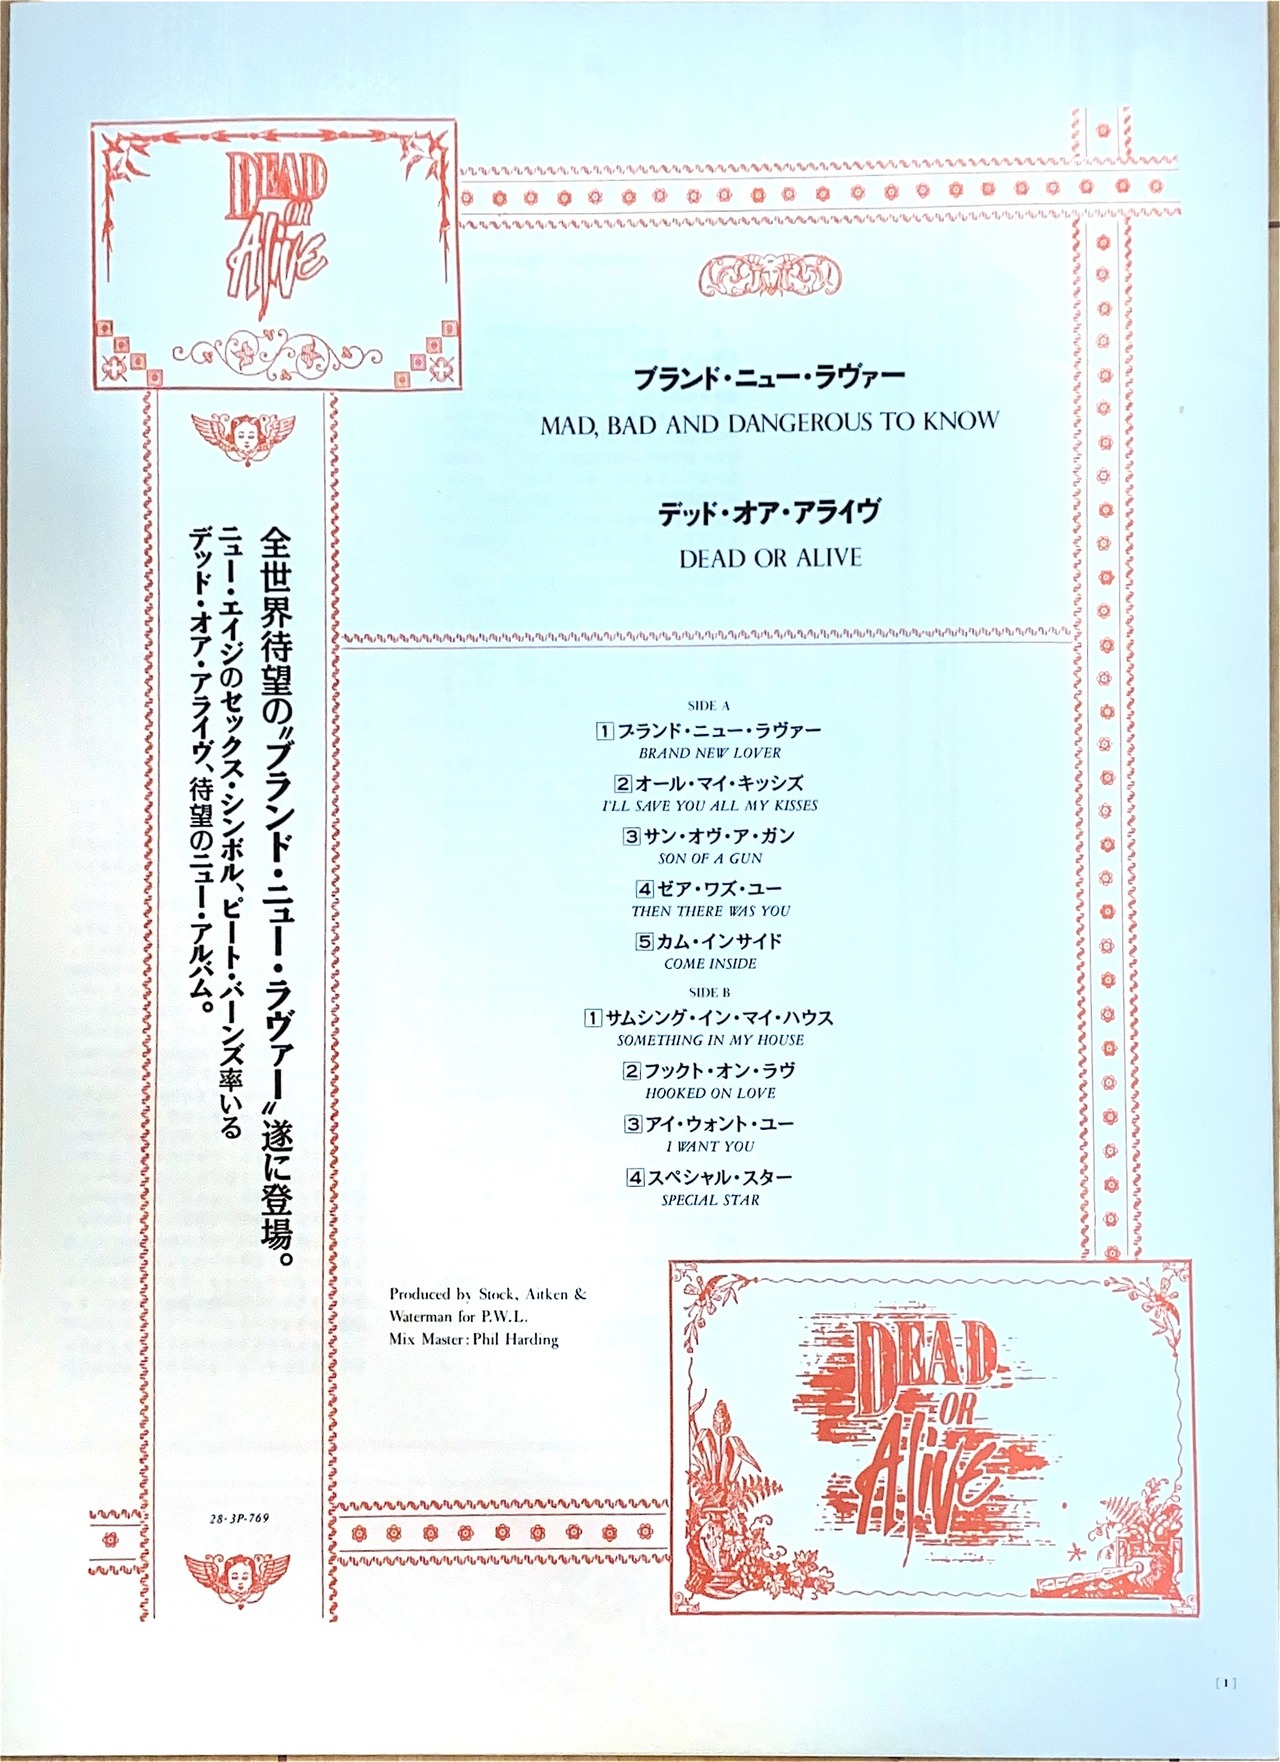 DEAD
OR
Alive
ブランド・ニュー・ラヴァー
MAD, BAD AND DANGEROUS TO KNOW
デッド・オア・アライヴ
DEAD OR ALIVE
全世界待望の〝ブランド・ニュー・ラヴァー〟遂に登場。
ニュー・エイジのセックス・シンボル、ピート・バーンズ率いる
デッド・オア・アライヴ、待望のニュー・アルバム。
SIDE A
1 ブランド・ニュー・ラヴァー
BRAND NEW LOVER
2 オール・マイ・キッシズ
I'LL SAVE YOU ALL MY KISSES
3 サン・オヴ・ア・ガン
SON OF A GUN
4 ゼア・ワズ・ユー
THEN THERE WAS YOU
5 カム・インサイド
COME INSIDE
SIDE B
1 サムシング・イン・マイ・ハウス
SOMETHING IN MY HOUSE
2 フックト・オン・ラヴ
HOOKED ON LOVE
3 アイ・ウォント・ユー
I WANT YOU
4 スペシャル・スター
SPECIAL STAR
Produced by Stock, Aitken &
Waterman for P.W.L.
Mix Master: Phil Harding
28・3P-769
DEAD
OR
Alive
[1]